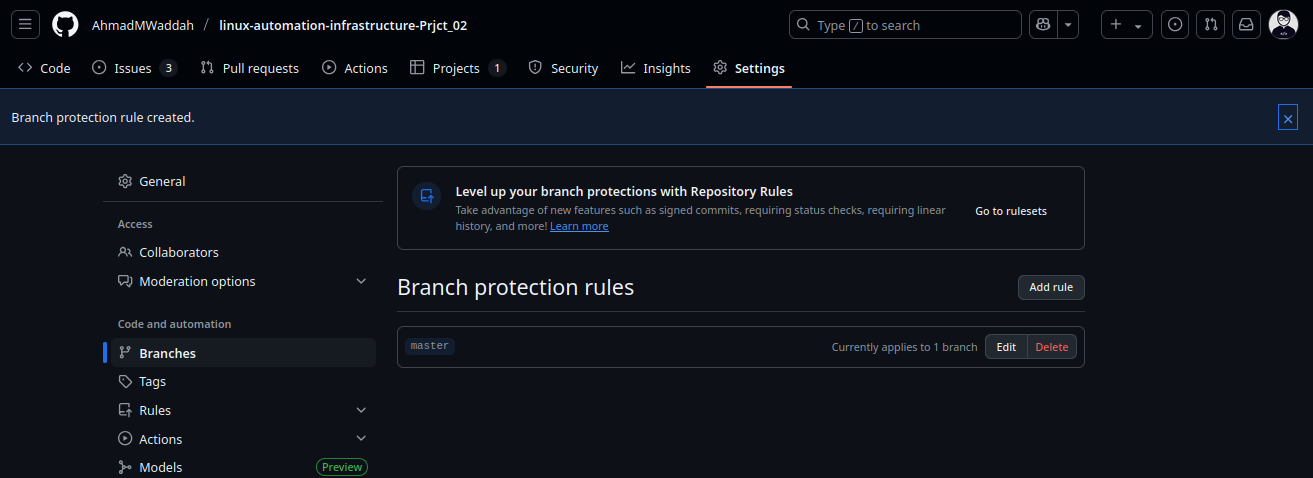 AhmadMWaddah / linux-automation-infrastructure-Prjct_02
Type / to search
Code
Issues 3
Pull requests
Actions
Projects 1
Security
Insights
Settings
Branch protection rule created.
General
Access
Collaborators
Moderation options
Code and automation
Branches
Tags
Rules
Actions
Models Preview
Level up your branch protections with Repository Rules
Take advantage of new features such as signed commits, requiring status checks, requiring linear
history, and more! Learn more
Go to rulesets
Branch protection rules
Add rule
master
Currently applies to 1 branch
Edit
Delete